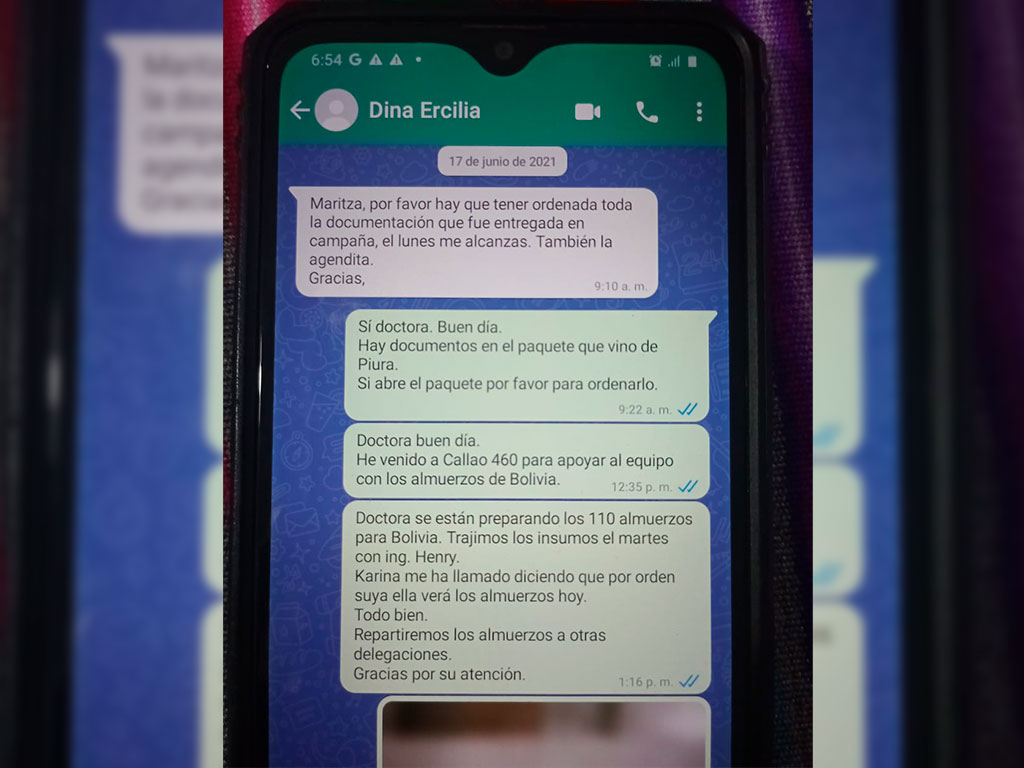 6:54 G
Dina Ercilia
17 de junio de 2021
Maritza, por favor hay que tener ordenada toda
la documentación que fue entregada en
campaña, el lunes me alcanzas. También la
agendita.
Gracias,
9:10 a. m.
Sí doctora. Buen día.
Hay documentos en el paquete que vino de
Piura.
Si abre el paquete por favor para ordenarlo.
9:22 a. m.
Doctora buen día.
He venido a Callao 460 para apoyar al equipo
con los almuerzos de Bolivia.
12:35 p. m.
Doctora se están preparando los 110 almuerzos
para Bolivia. Trajimos los insumos el martes
con ing. Henry.
Karina me ha llamado diciendo que por orden
suya ella verá los almuerzos hoy.
Todo bien.
Repartiremos los almuerzos a otras
delegaciones.
Gracias por su atención.
1:16 p. m.